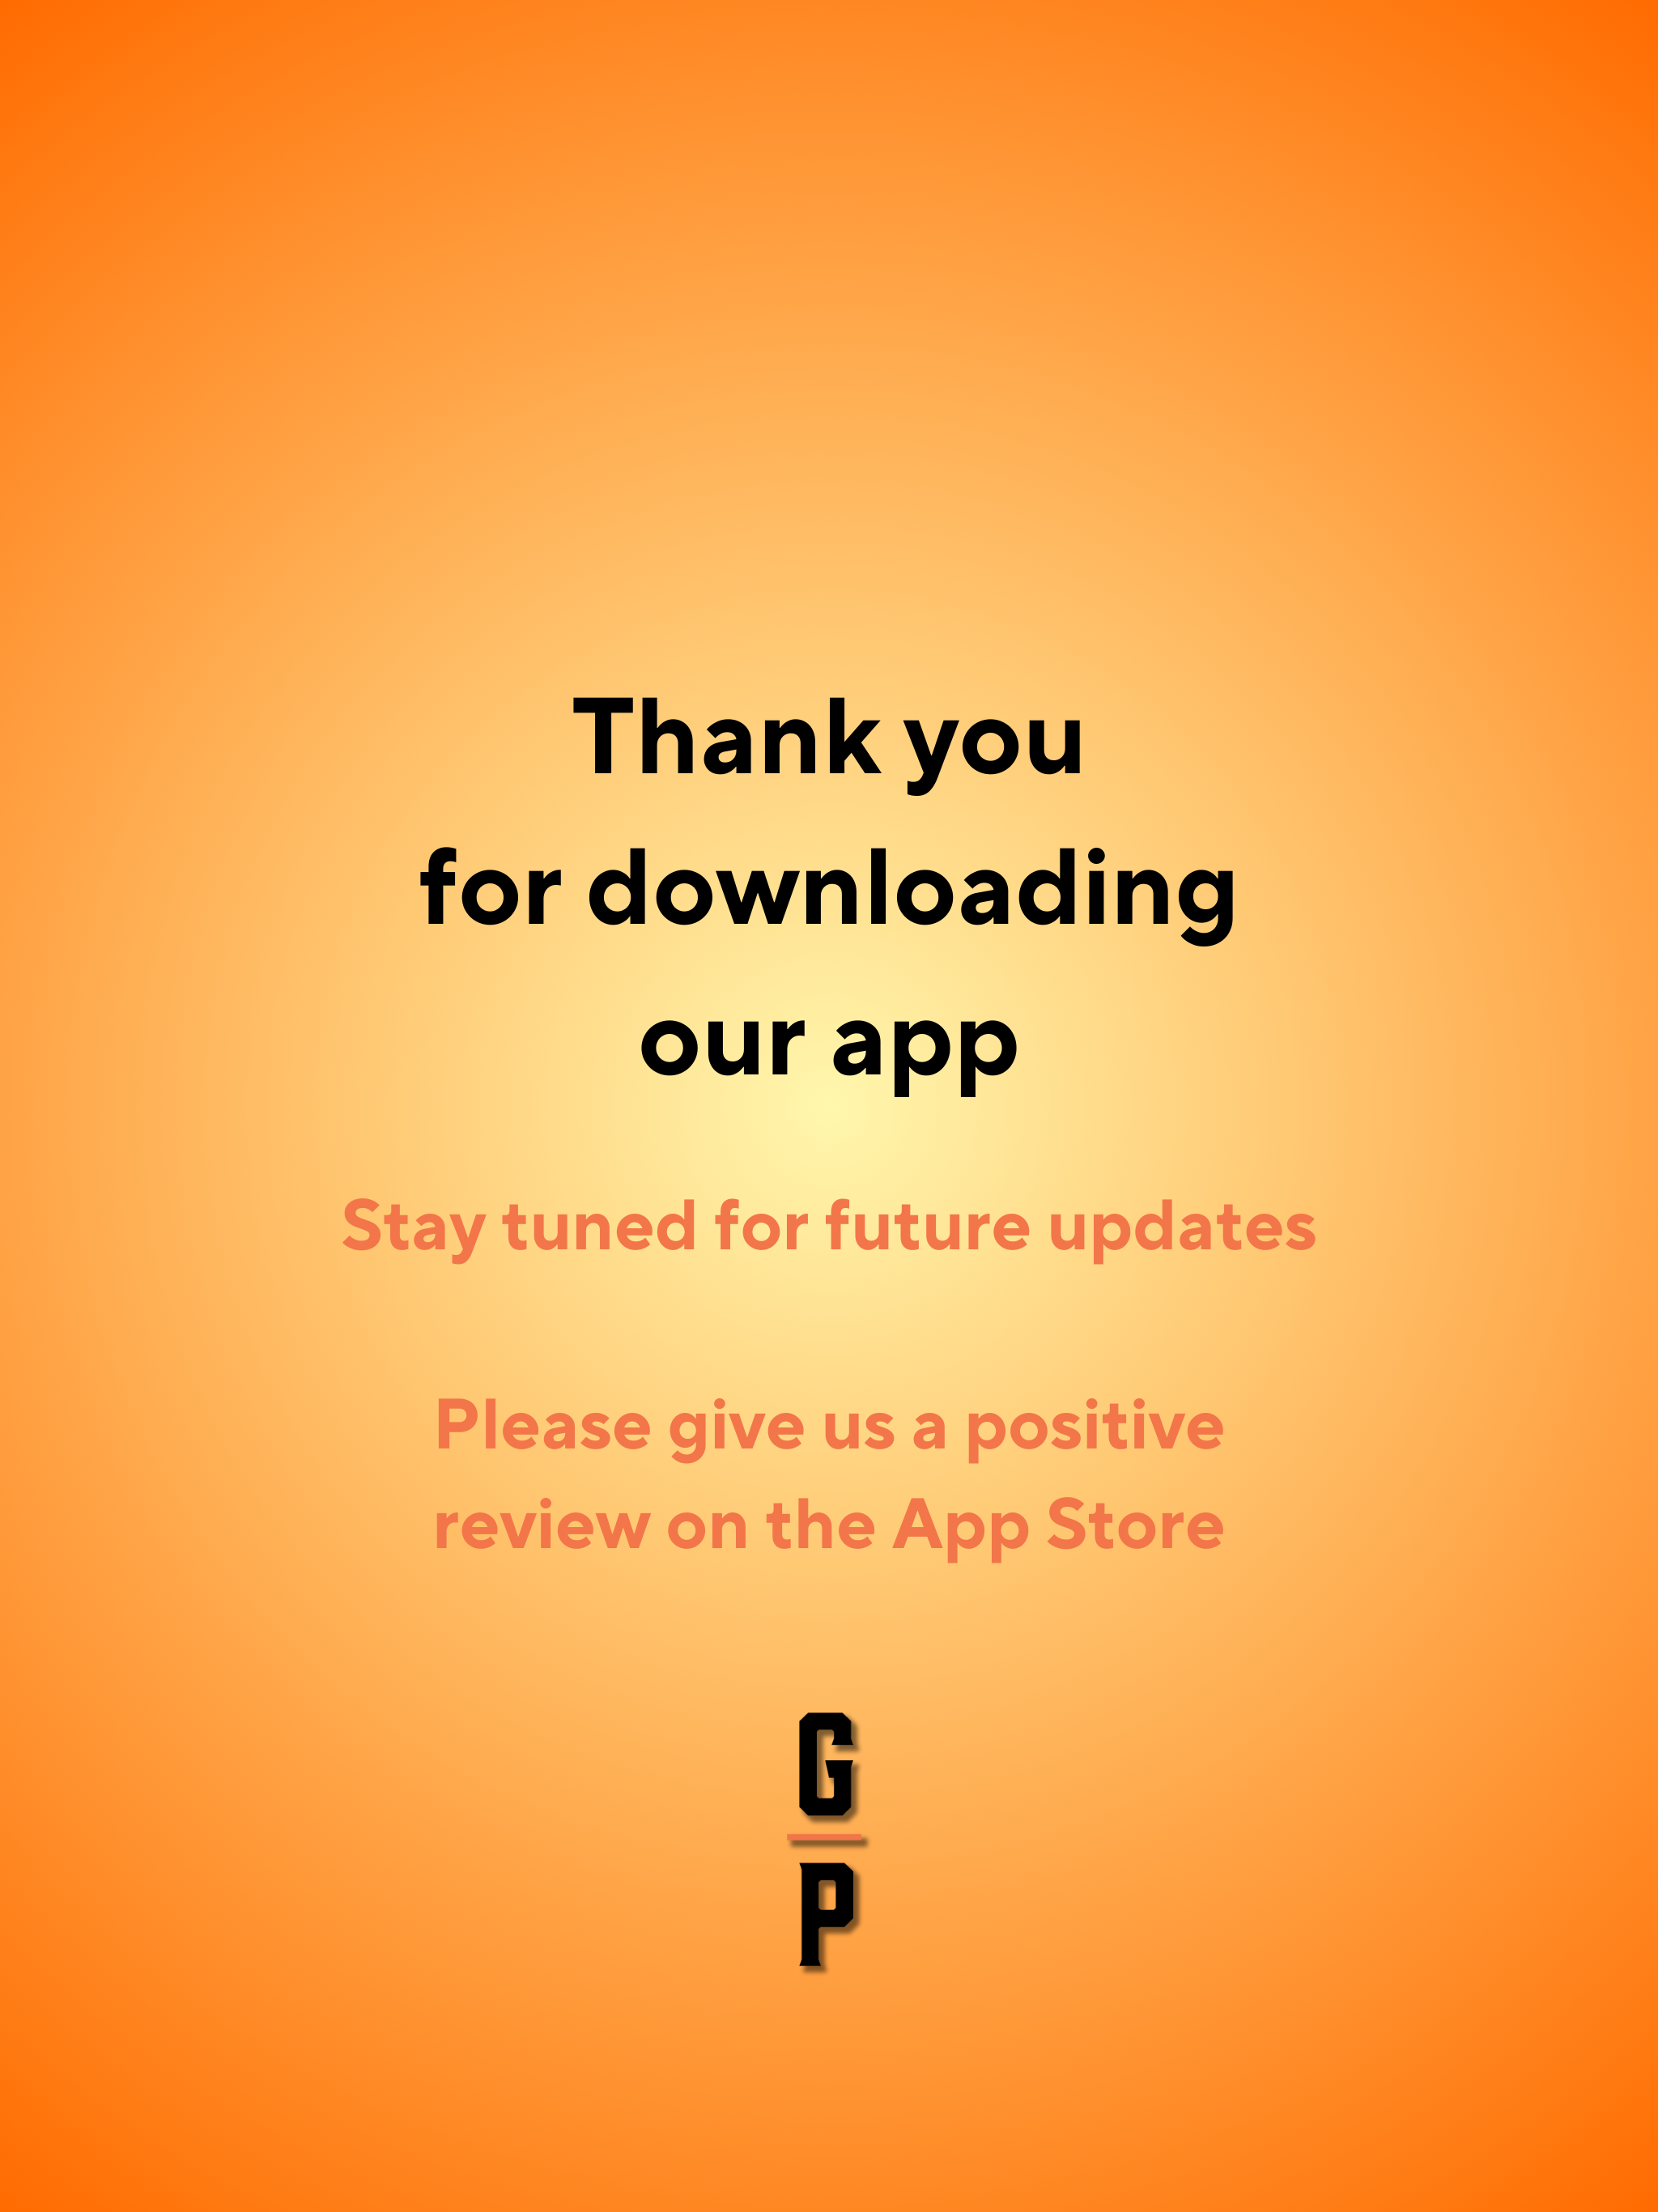 Thank you
for downloading
our app
Stay tuned for future updates
Please give us a positive
review on the App Store
G
P